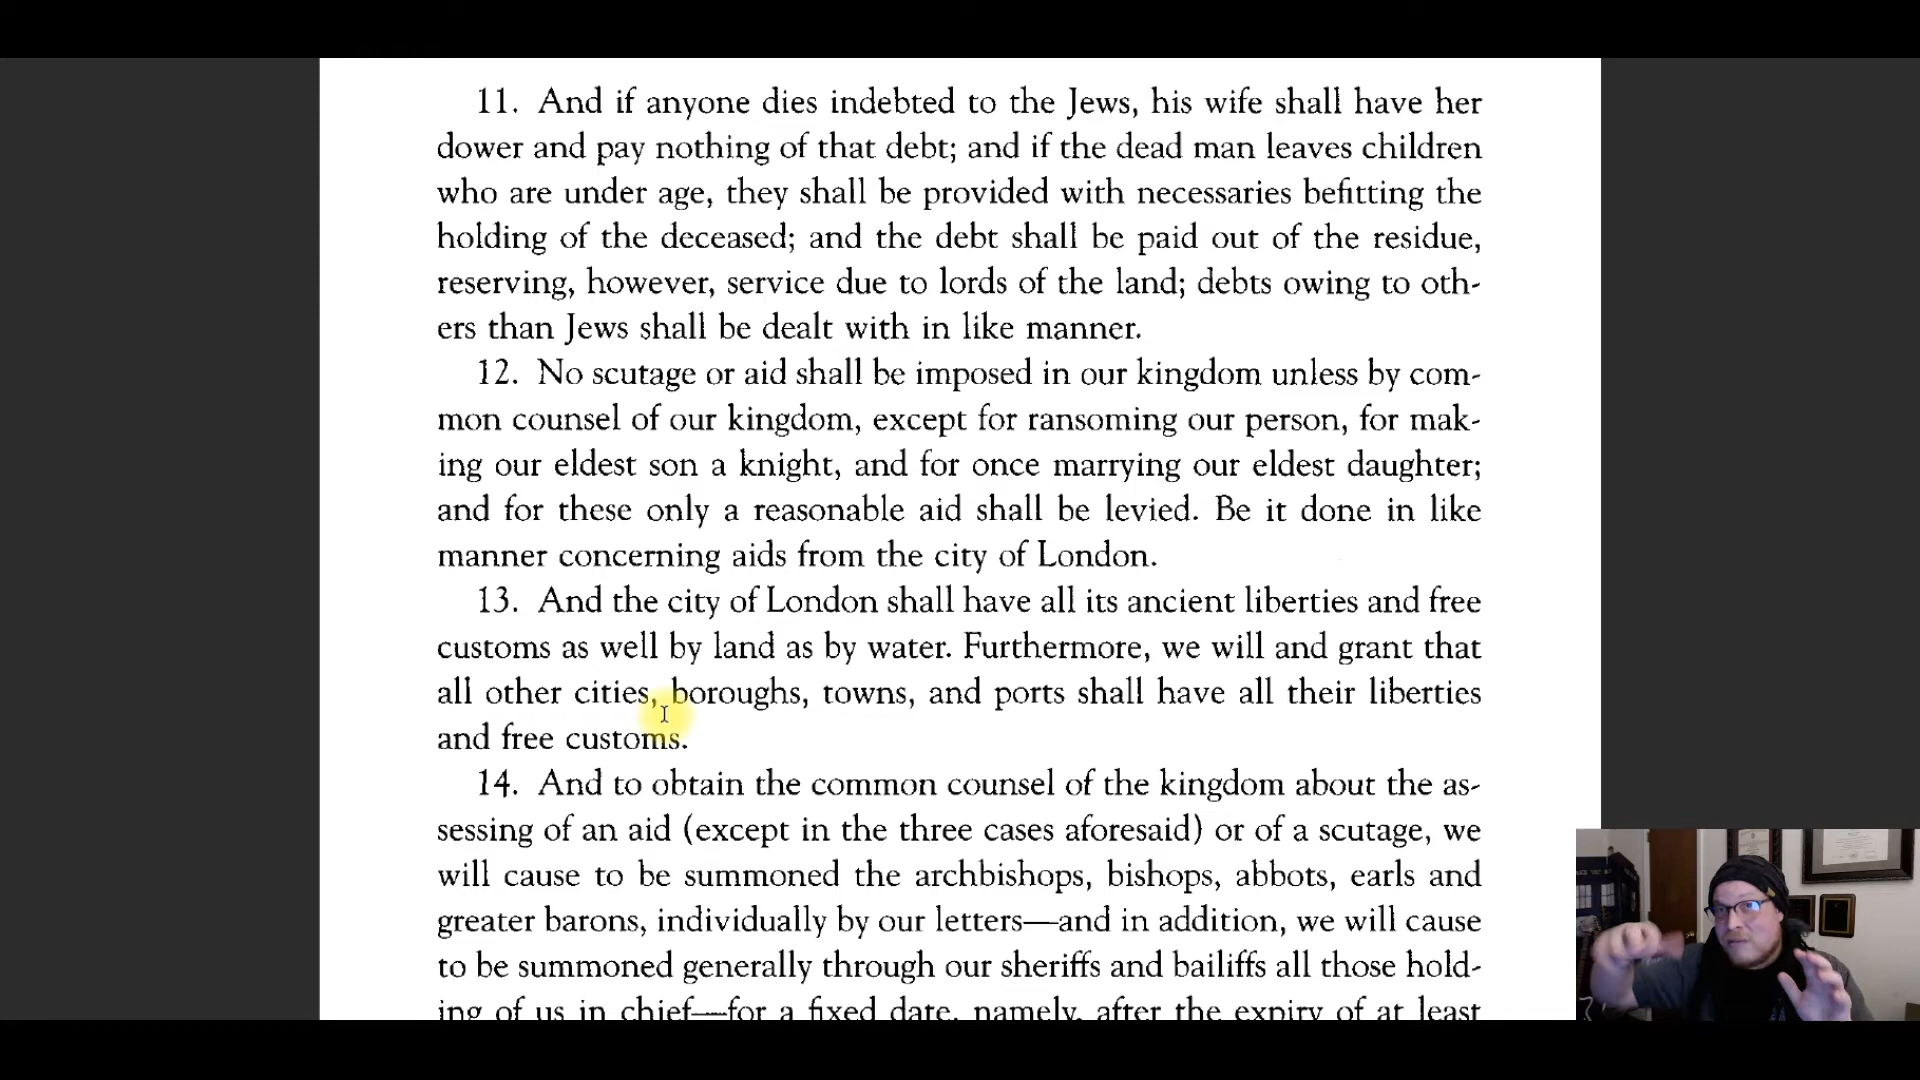 11. And if anyone dies indebted to the Jews, his wife shall have her
dower and pay nothing of that debt; and if the dead man leaves children
who are under age, they shall be provided with necessaries befitting the
holding of the deceased; and the debt shall be paid out of the residue,
reserving, however, service due to lords of the land; debts owing to oth-
ers than Jews shall be dealt with in like manner.
12. No scutage or aid shall be imposed in our kingdom unless by com-
mon counsel of our kingdom, except for ransoming our person, for mak-
ing our eldest son a knight, and for once marrying our eldest daughter;
and for these only a reasonable aid shall be levied. Be it done in like
manner concerning aids from the city of London.
13. And the city of London shall have all its ancient liberties and free
customs as well by land as by water. Furthermore, we will and grant that
all other cities, boroughs, towns, and ports shall have all their liberties
and free customs.
14. And to obtain the common counsel of the kingdom about the as-
sessing of an aid (except in the three cases aforesaid) or of a scutage, we
will cause to be summoned the archbishops, bishops, abbots, earls and
greater barons, individually by our letters—and in addition, we will cause
to be summoned generally through our sheriffs and bailiffs all those hold-
ing of us in chief—for a fixed date, namely, after the expiry of at least